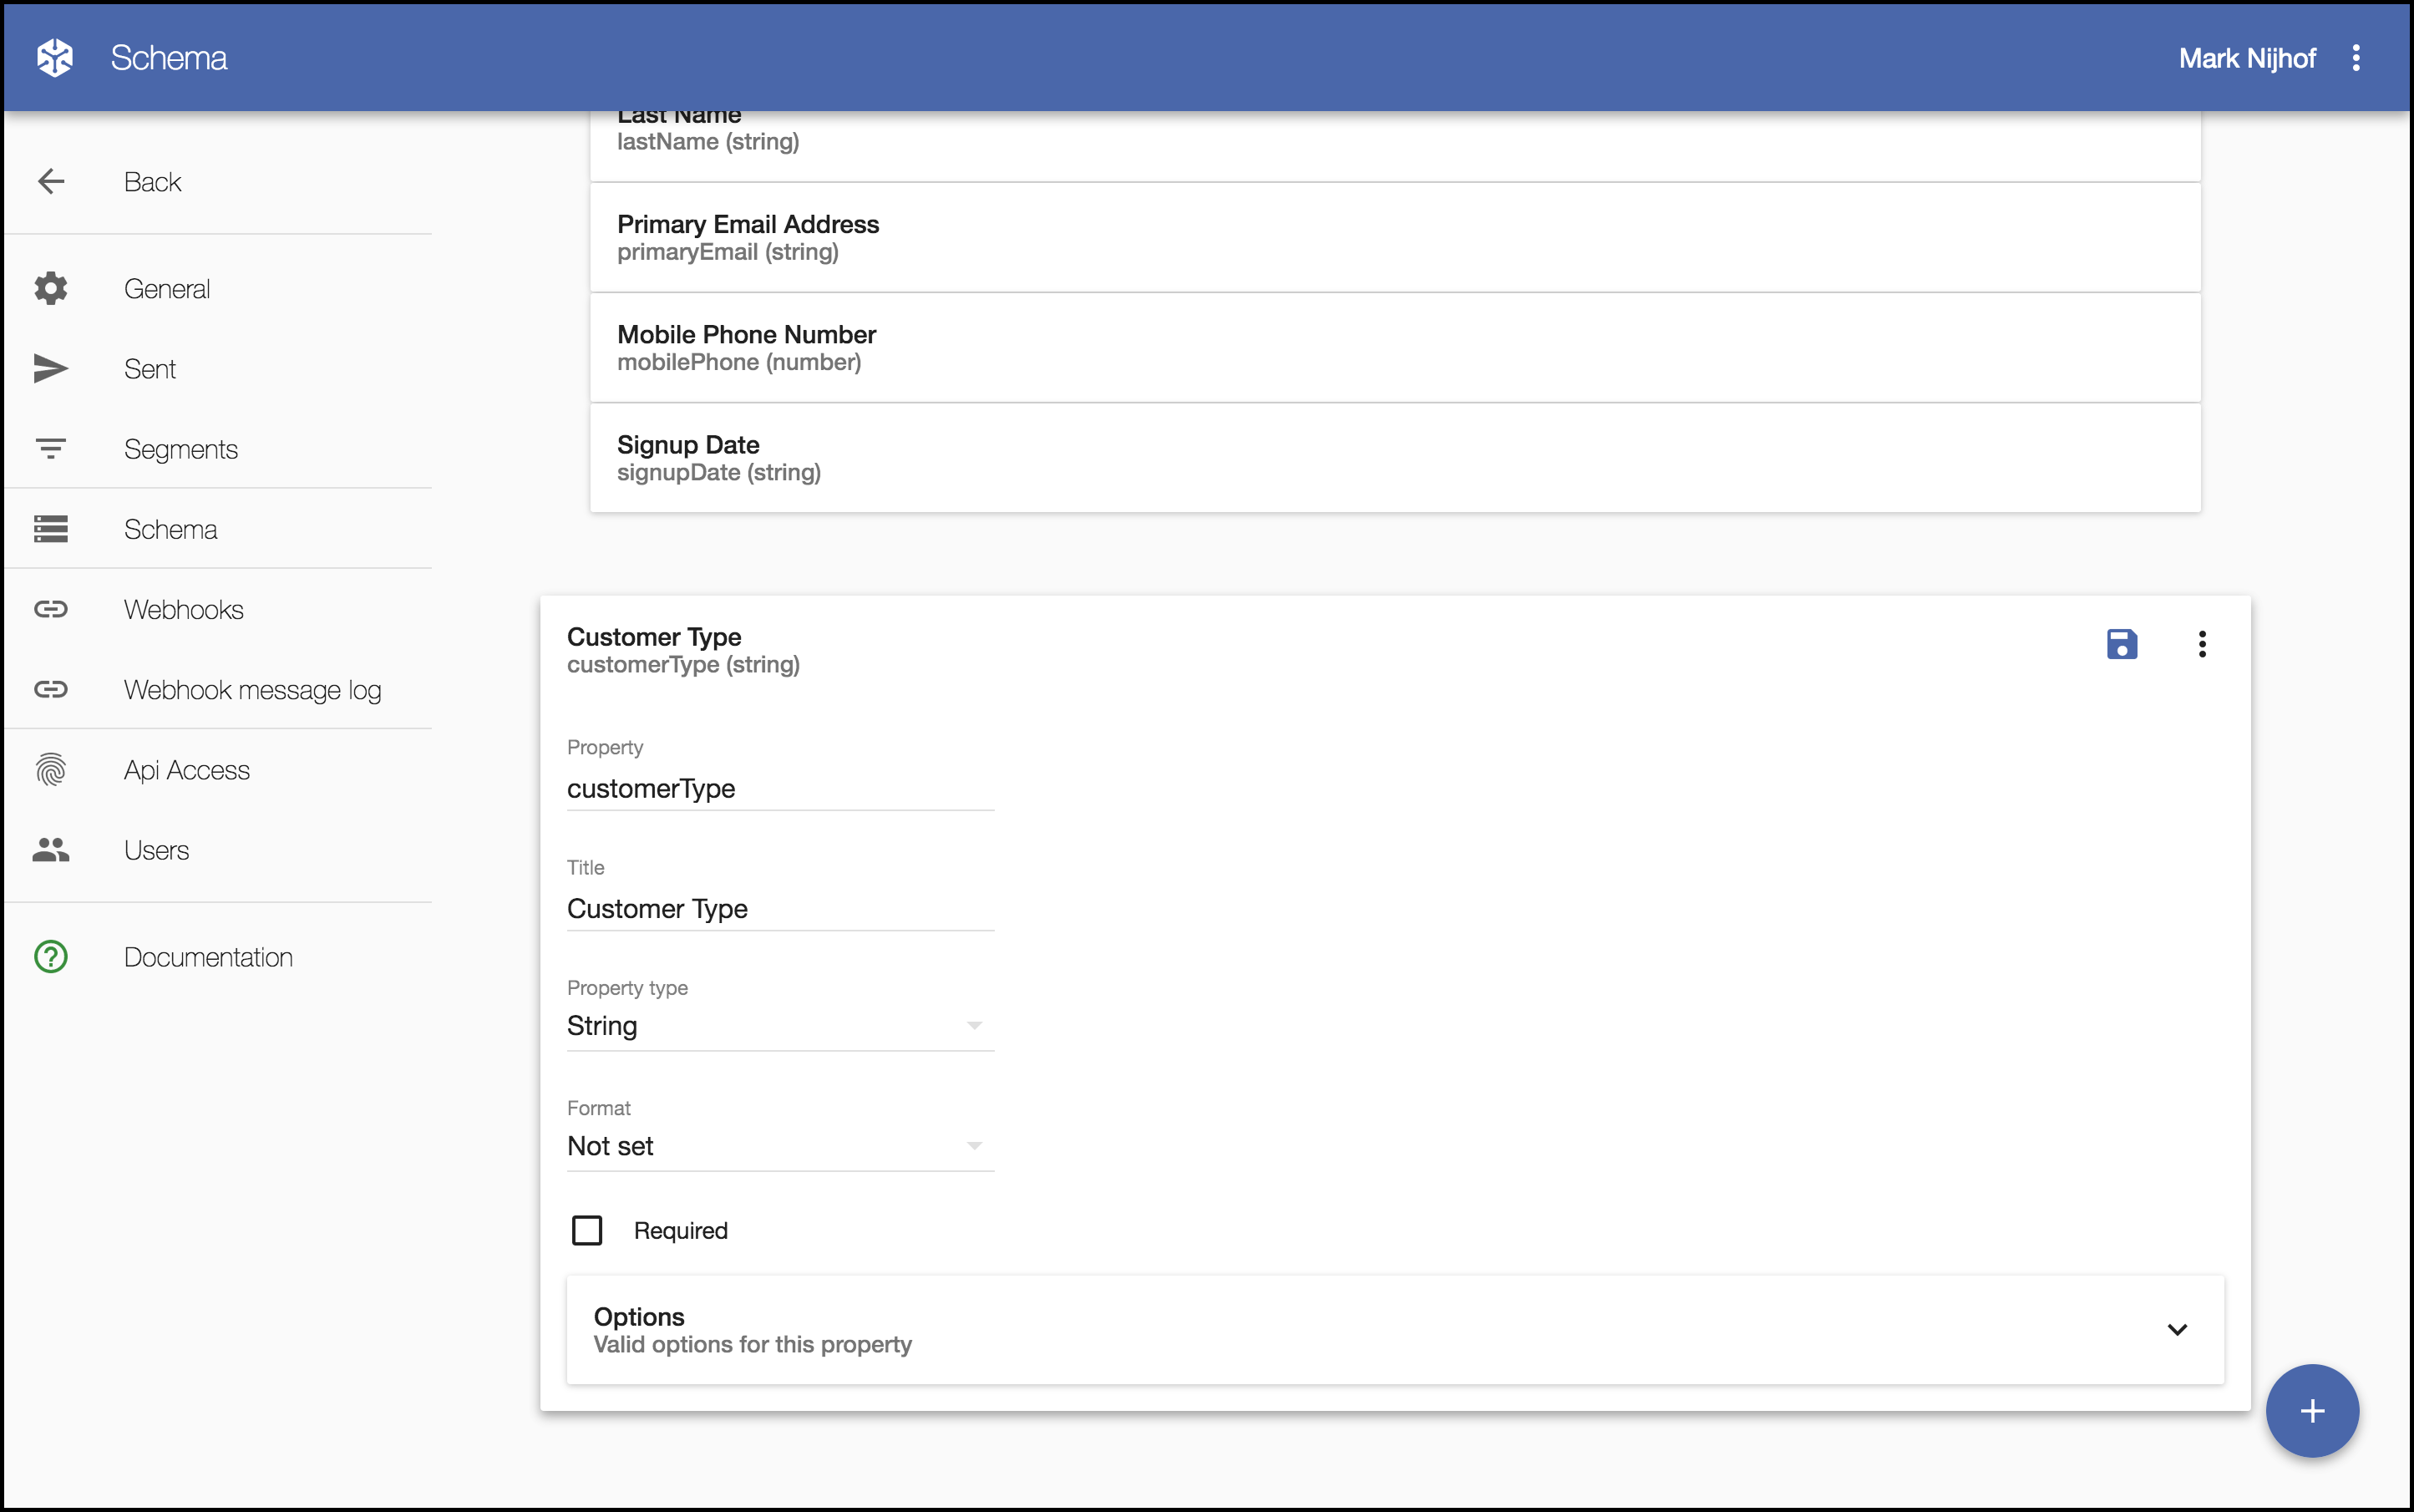 Schema
Mark Nijhof
Back
General
Sent
Segments
Schema
Webhooks
Webhook message log
Api Access
Users
Documentation
Last Name
lastName (string)
Primary Email Address
primaryEmail (string)
Mobile Phone Number
mobilePhone (number)
Signup Date
signupDate (string)
Customer Type
customerType (string)
Property
customerType
Title
Customer Type
Property type
String
Format
Not set
Required
Options
Valid options for this property